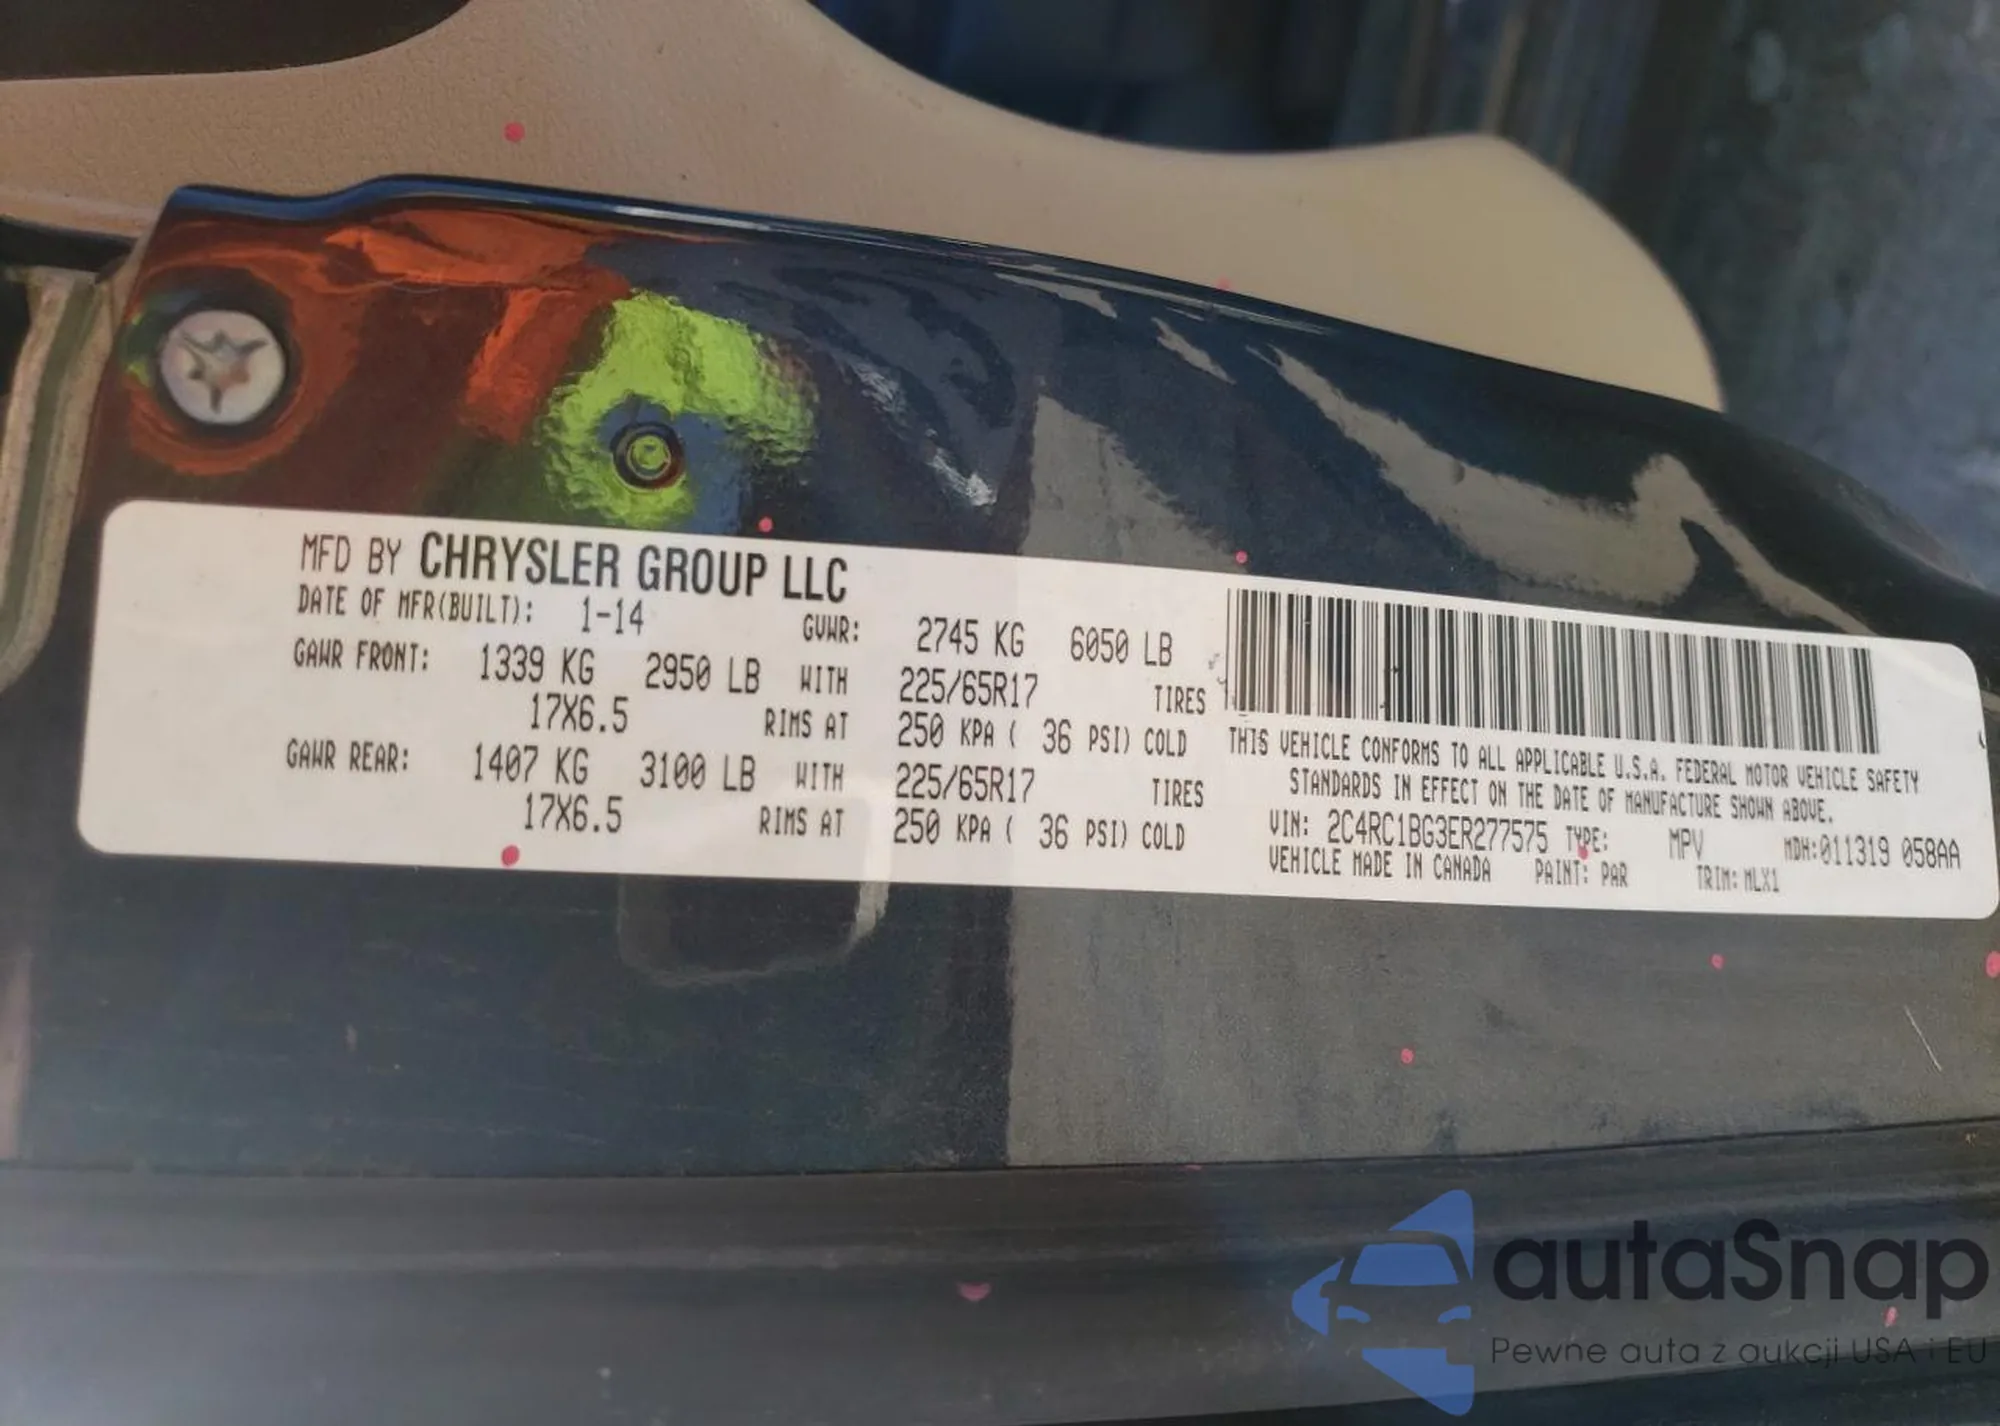 MFD BY CHRYSLER GROUP LLC
DATE OF MFR(BUILT): 1-14 GVWR: 2745 KG 6050 LB
GAWR FRONT: 1339 KG 2950 LB WITH 225/65R17 TIRES
17X6.5 RIMS AT 250 KPA ( 36 PSI) COLD
GAWR REAR: 1407 KG 3100 LB WITH 225/65R17 TIRES
17X6.5 RIMS AT 250 KPA ( 36 PSI) COLD
THIS VEHICLE CONFORMS TO ALL APPLICABLE U.S.A. FEDERAL MOTOR VEHICLE SAFETY
STANDARDS IN EFFECT ON THE DATE OF MANUFACTURE SHOWN ABOVE.
VIN: 2C4RC1BG3ER277575 TYPE: MPV MDH:011319 058AA
VEHICLE MADE IN CANADA PAINT: PAR TRIM: MLX1
autaSnap
Pewne auta z aukcji USA i EU